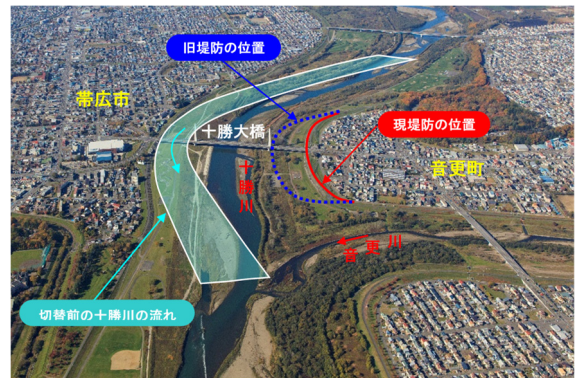 旧堤防の位置
帯広市
十勝大橋
現堤防の位置
十勝川
音更町
音更川
切替前の十勝川の流れ